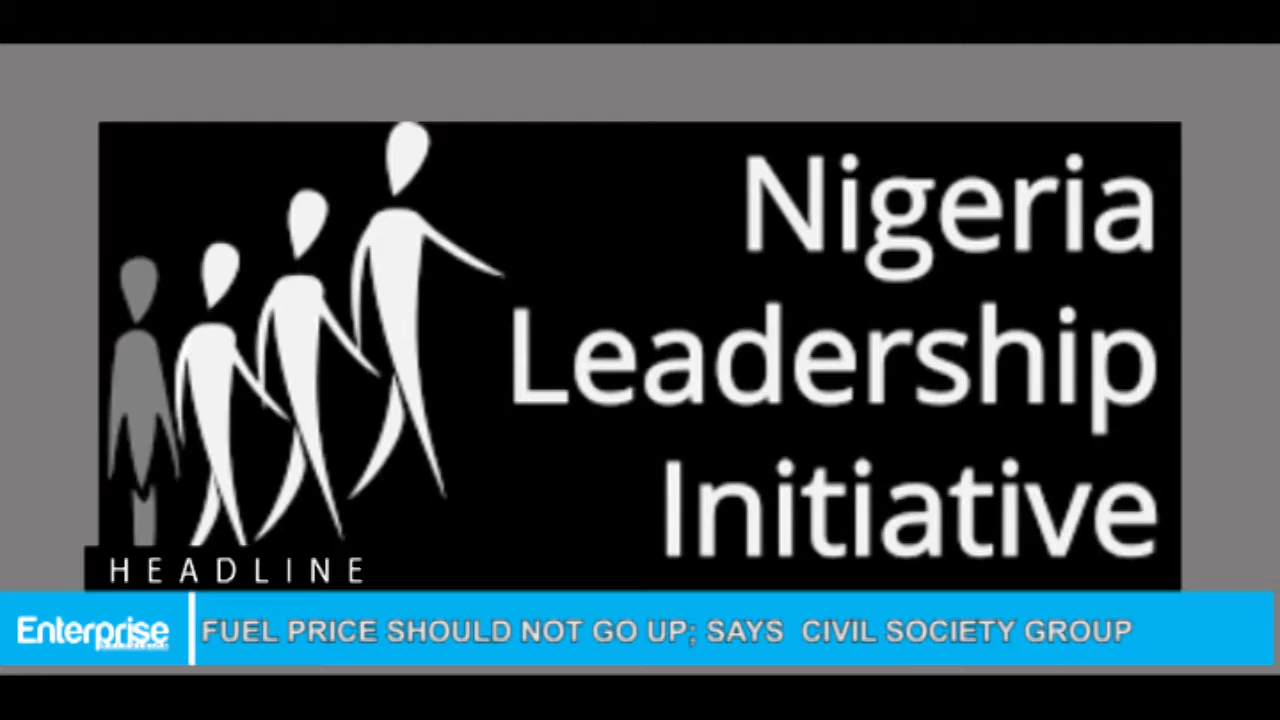 Nigeria
Leadership
Initiative
HEADLINE
Enterprise
FUEL PRICE SHOULD NOT GO UP; SAYS CIVIL SOCIETY GROUP